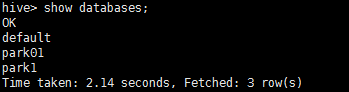 hive> show databases;
OK
default
park01
park1
Time taken: 2.14 seconds, Fetched: 3 row(s)